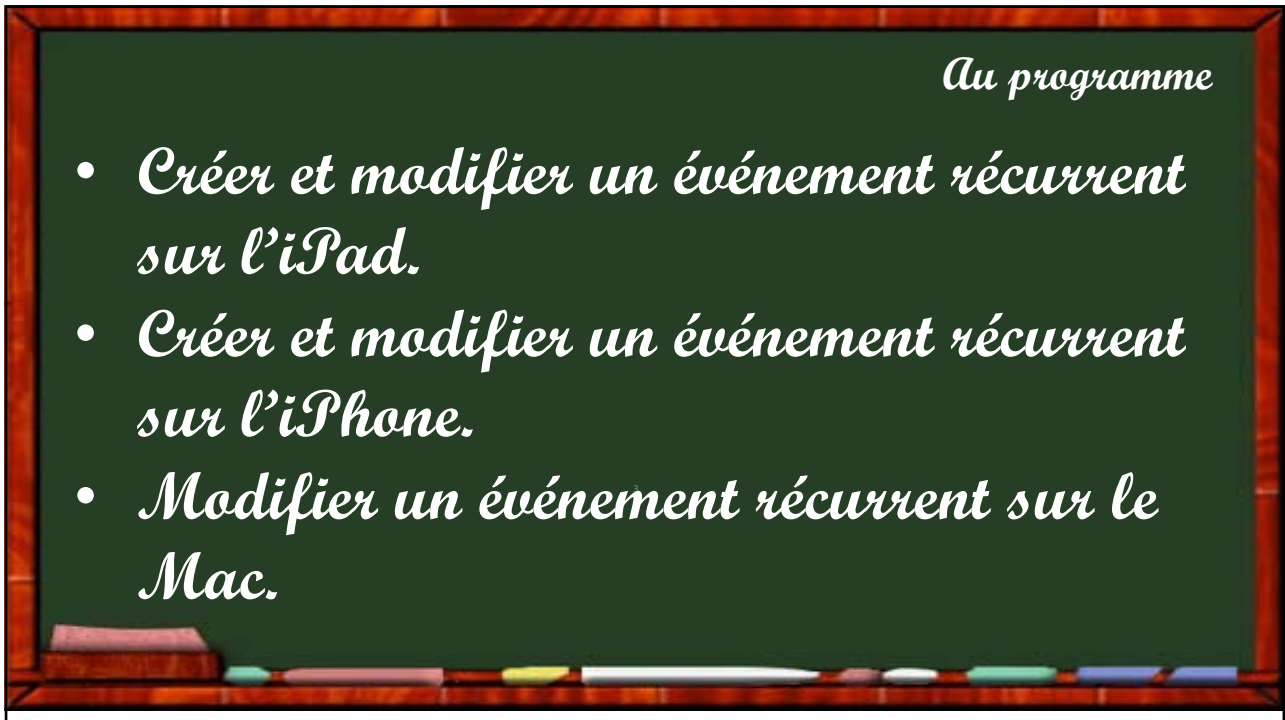 Au programme
• Créer et modifier un événement récurrent
sur l’iPad.
• Créer et modifier un événement récurrent
sur l’iPhone.
• Modifier un événement récurrent sur le
Mac.
3